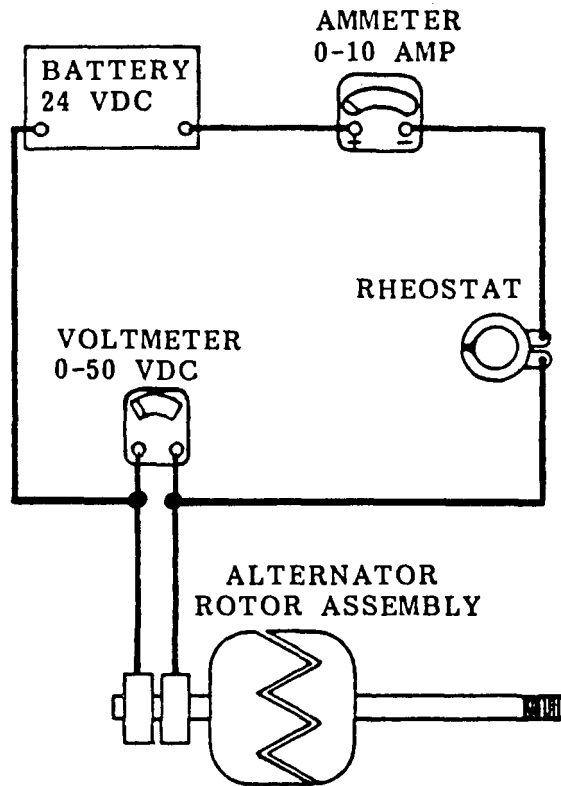 AMMETER
0-10 AMP
BATTERY
24 VDC
+ −
RHEOSTAT
VOLTMETER
0-50 VDC
ALTERNATOR
ROTOR ASSEMBLY